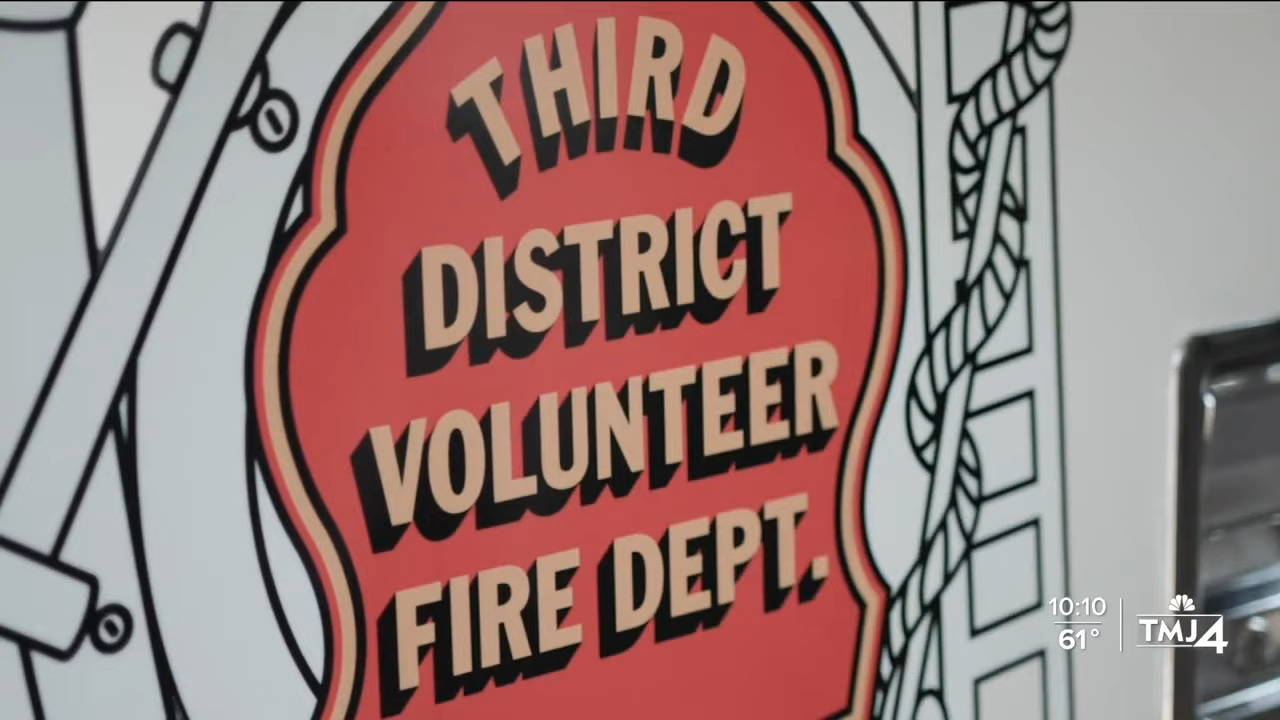 THIRD
DISTRICT
VOLUNTEER
FIRE DEPT.
10:10
61°
TMJ4